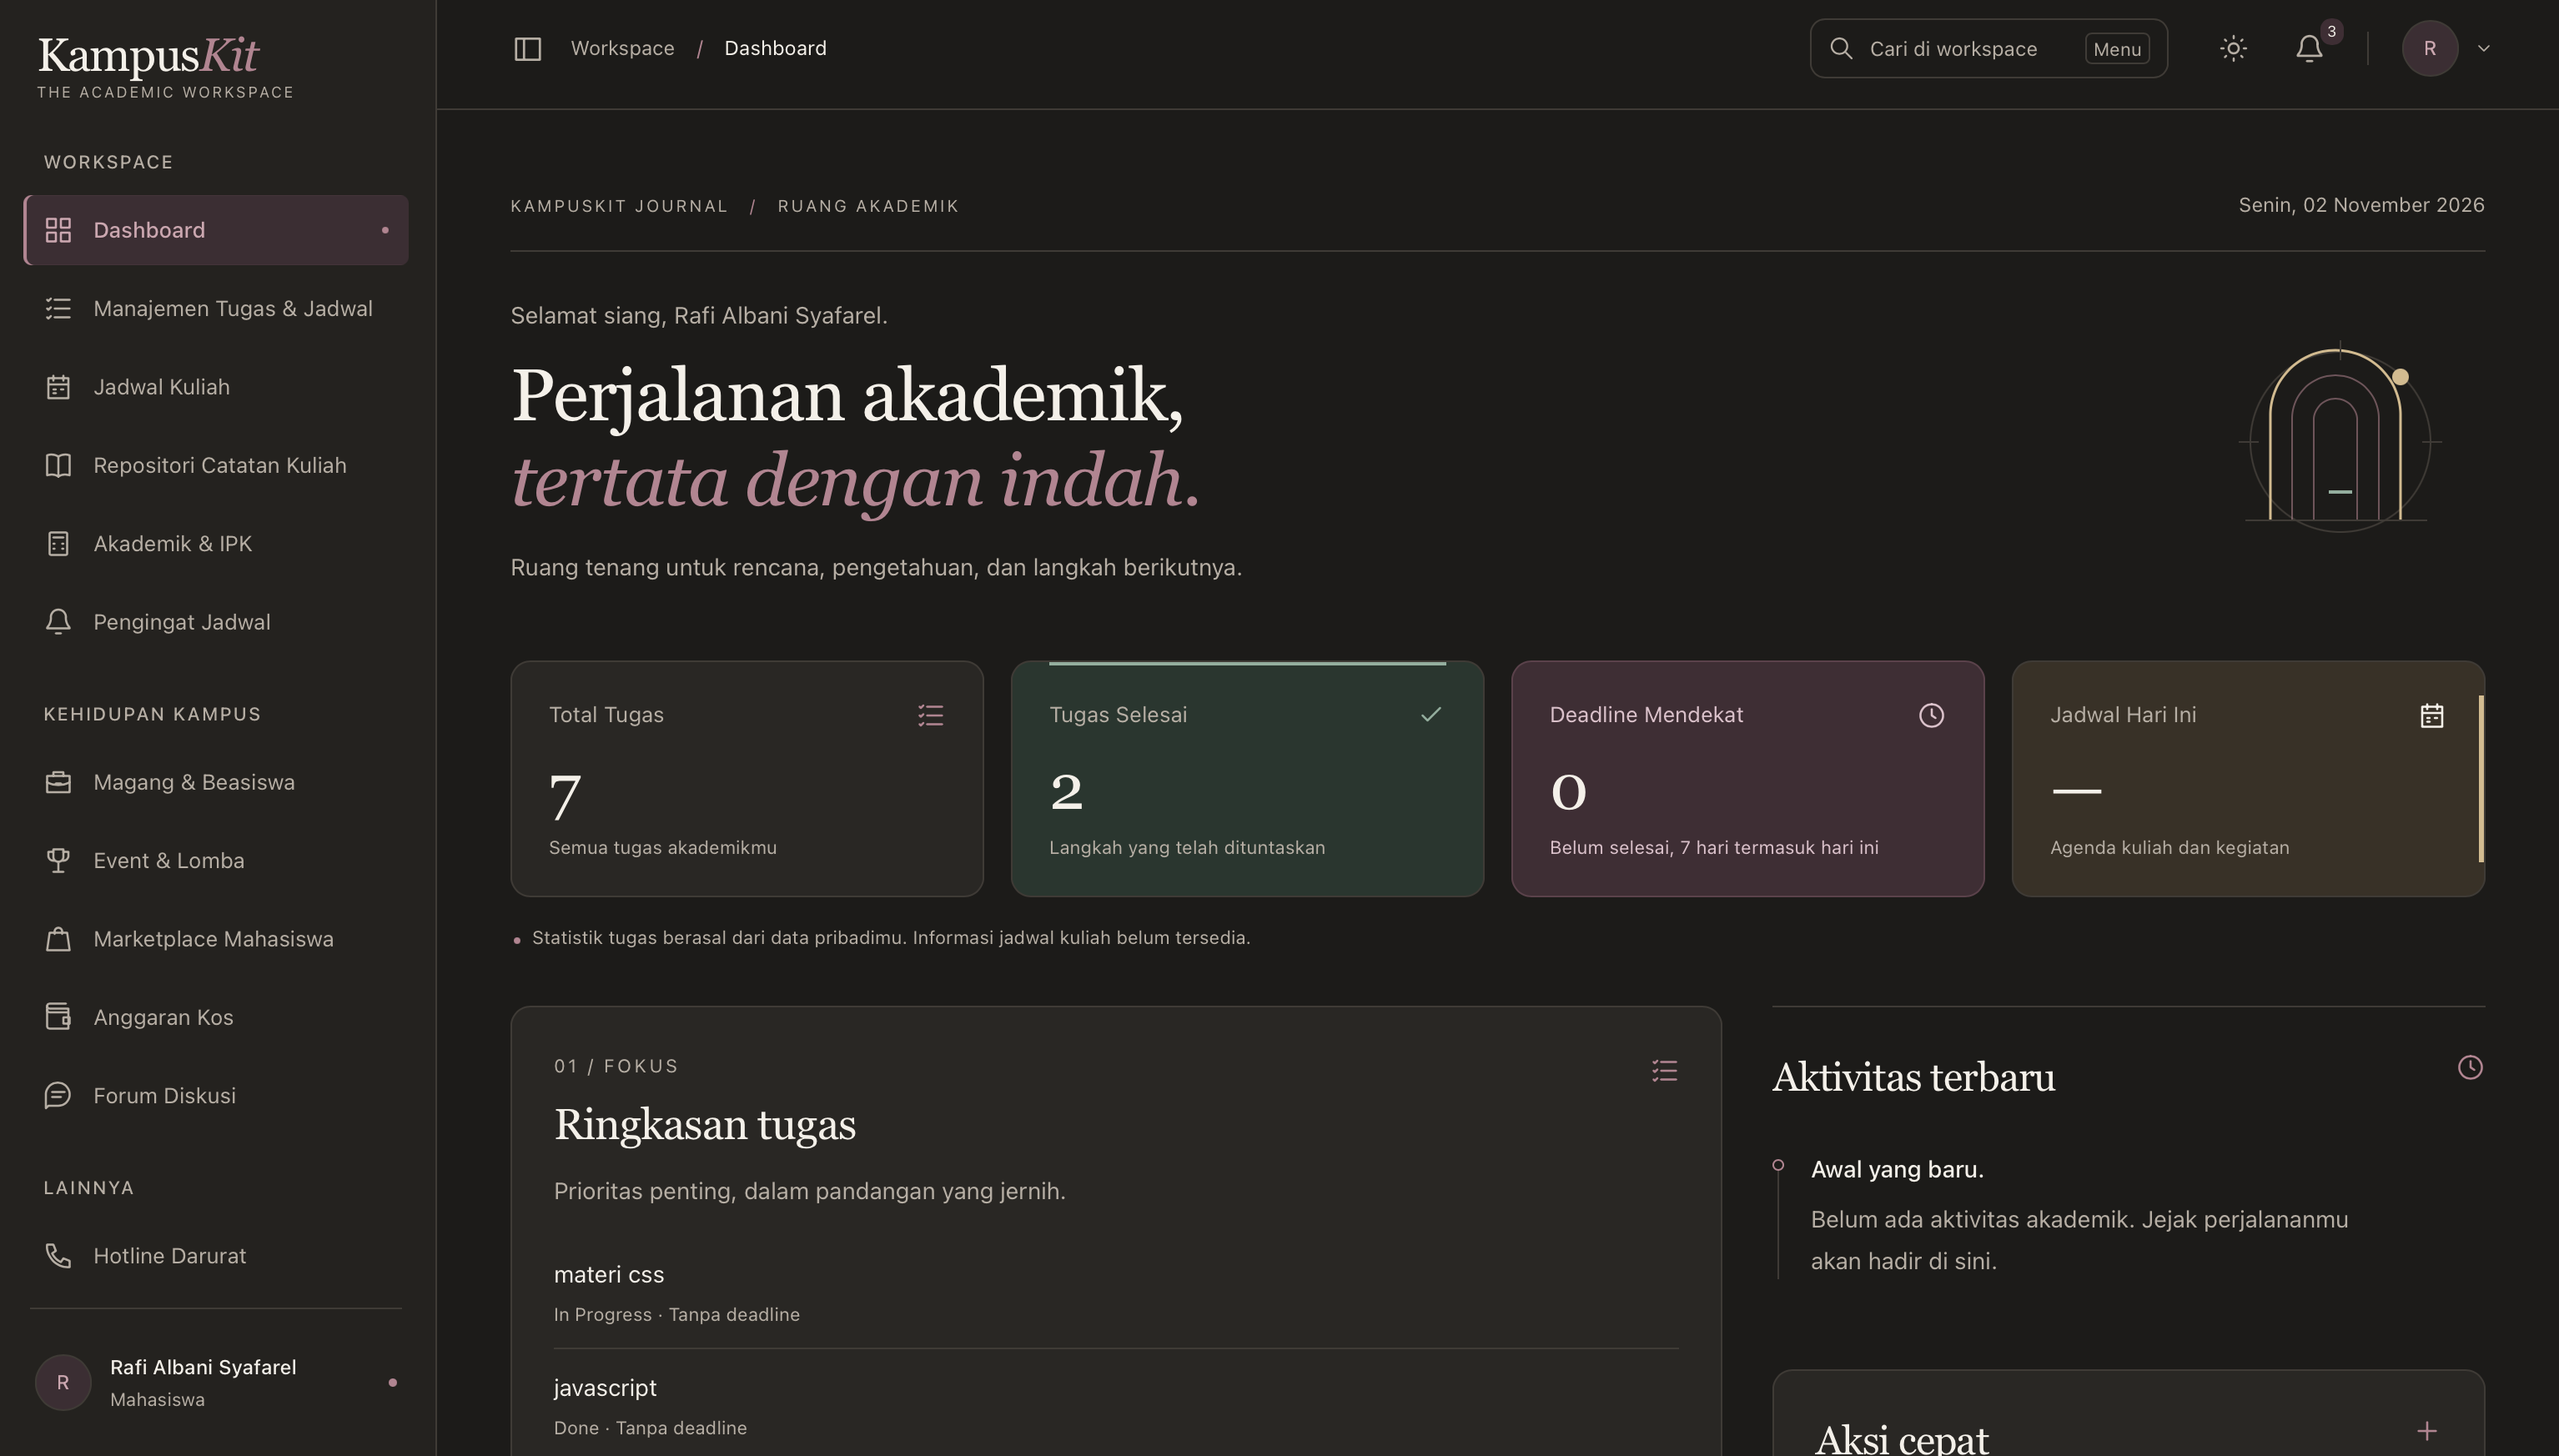 KampusKit
THE ACADEMIC WORKSPACE
WORKSPACE
Dashboard
Manajemen Tugas & Jadwal
Jadwal Kuliah
Repositori Catatan Kuliah
Akademik & IPK
Pengingat Jadwal
KEHIDUPAN KAMPUS
Magang & Beasiswa
Event & Lomba
Marketplace Mahasiswa
Anggaran Kos
Forum Diskusi
LAINNYA
Hotline Darurat
R
Rafi Albani Syafarel
Mahasiswa
Workspace / Dashboard
Cari di workspace
Menu
3
R
KAMPUSKIT JOURNAL / RUANG AKADEMIK
Senin, 02 November 2026
Selamat siang, Rafi Albani Syafarel.
Perjalanan akademik,
tertata dengan indah.
Ruang tenang untuk rencana, pengetahuan, dan langkah berikutnya.
Total Tugas
7
Semua tugas akademikmu
Tugas Selesai
2
Langkah yang telah dituntaskan
Deadline Mendekat
0
Belum selesai, 7 hari termasuk hari ini
Jadwal Hari Ini
—
Agenda kuliah dan kegiatan
• Statistik tugas berasal dari data pribadimu. Informasi jadwal kuliah belum tersedia.
01 / FOKUS
Ringkasan tugas
Prioritas penting, dalam pandangan yang jernih.
materi css
In Progress · Tanpa deadline
javascript
Done · Tanpa deadline
Aktivitas terbaru
Awal yang baru.
Belum ada aktivitas akademik. Jejak perjalananmu
akan hadir di sini.
Aksi cepat